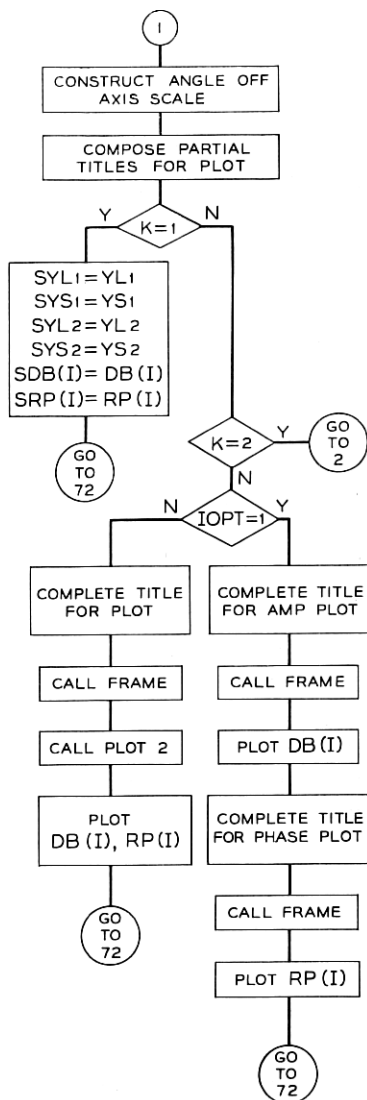 1
CONSTRUCT ANGLE OFF
AXIS SCALE
COMPOSE PARTIAL
TITLES FOR PLOT
Y
K=1
N
SYL1=YL1
SYS1=YS1
SYL2=YL2
SYS2=YS2
SDB(I)=DB(I)
SRP(I)=RP(I)
GO
TO
72
K=2
Y
GO
TO
2
N
N
IOPT=1
Y
COMPLETE TITLE
FOR PLOT
CALL FRAME
CALL PLOT 2
PLOT
DB(I), RP(I)
GO
TO
72
COMPLETE TITLE
FOR AMP PLOT
CALL FRAME
PLOT DB(I)
COMPLETE TITLE
FOR PHASE PLOT
CALL FRAME
PLOT RP(I)
GO
TO
72